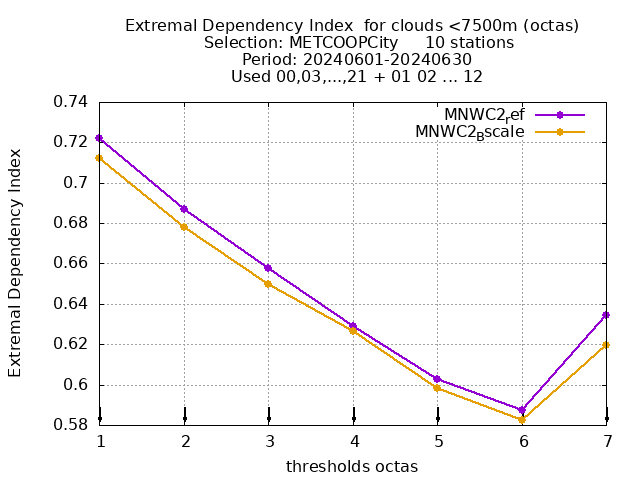 Extremal Dependency Index  for clouds <7500m (octas)
Selection: METCOOPCity     10 stations
Period: 20240601-20240630
Used 00,03,...,21 + 01 02 ... 12
MNWC2ref
MNWC2Bscale
Extremal Dependency Index
0.74
0.72
0.7
0.68
0.66
0.64
0.62
0.6
0.58
1 2 3 4 5 6 7
thresholds octas